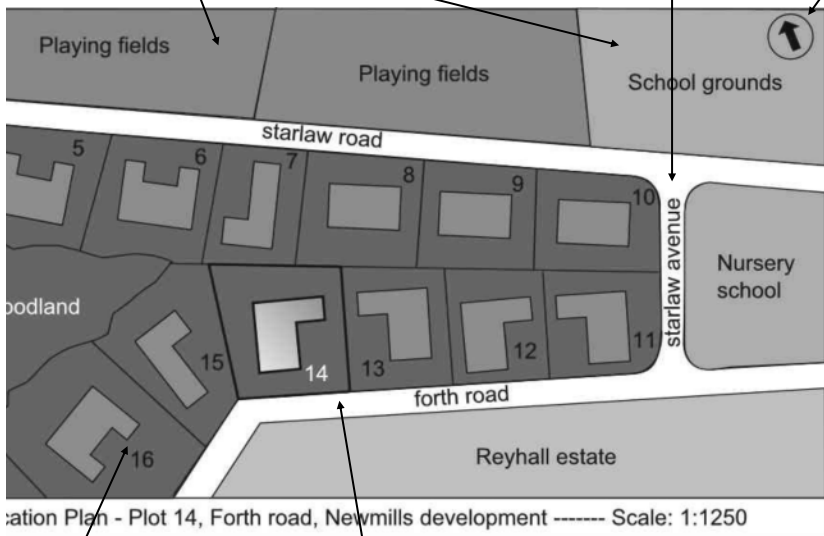 Playing fields
Playing fields
School grounds
starlaw road
5
6
7
8
9
10
starlaw avenue
Nursery
school
oodland
15
14
13
12
11
forth road
16
Reyhall estate
cation Plan - Plot 14, Forth road, Newmills development ------- Scale: 1:1250